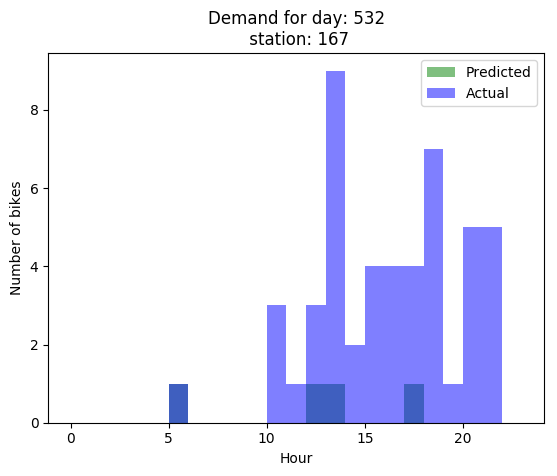 Demand for day: 532
station: 167
Predicted
Actual
Number of bikes
8
6
4
2
0
0
5
10
15
20
Hour